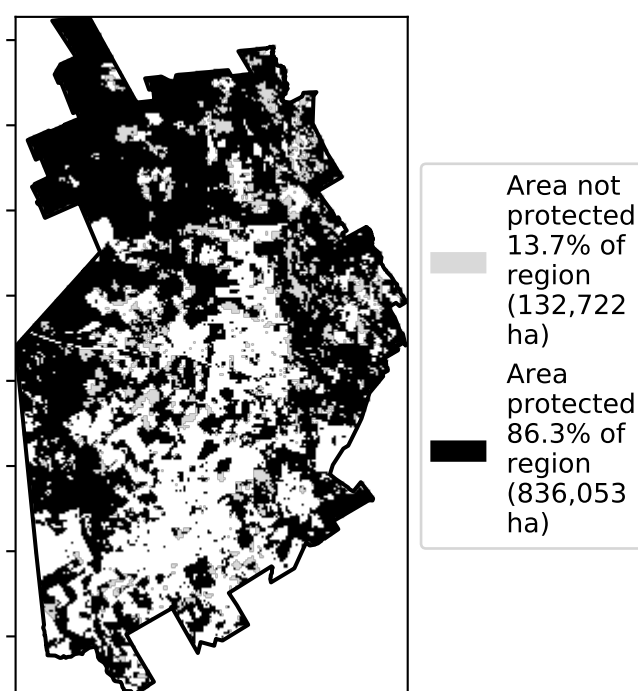 Area not
protected
13.7% of
region
(132,722
ha)
Area
protected
86.3% of
region
(836,053
ha)